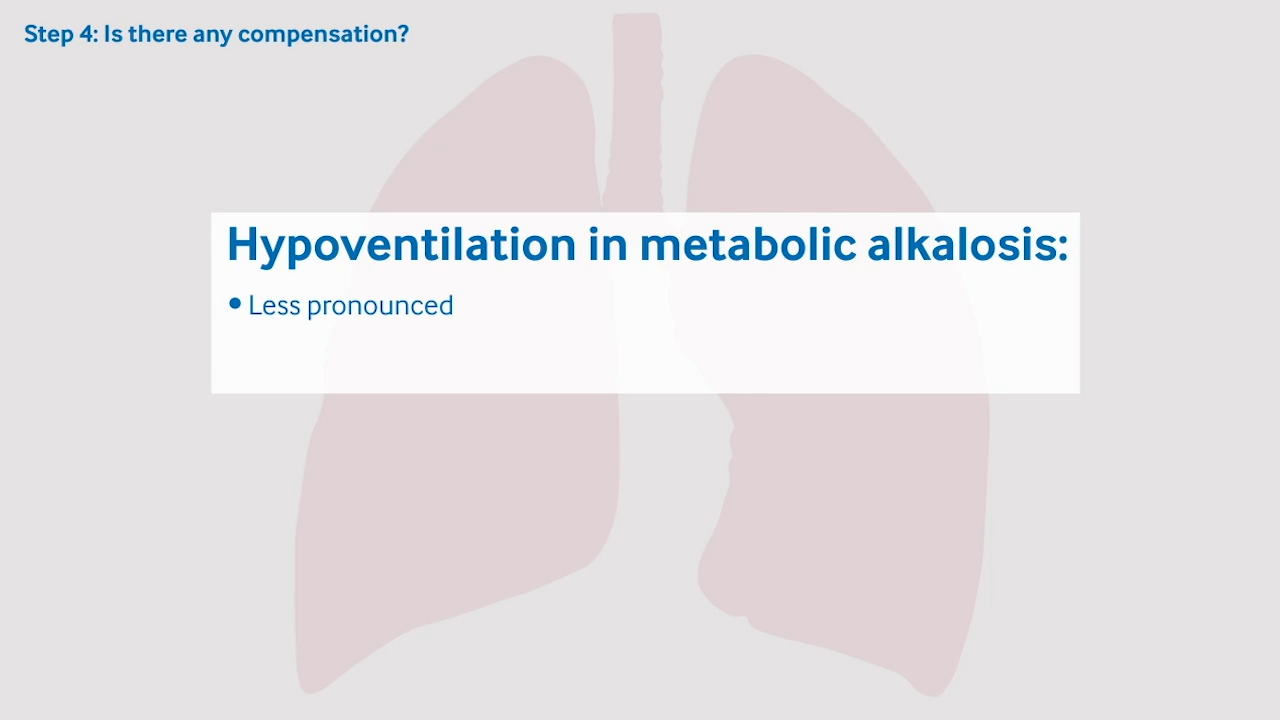 Step 4: Is there any compensation?
Hypoventilation in metabolic alkalosis:
• Less pronounced